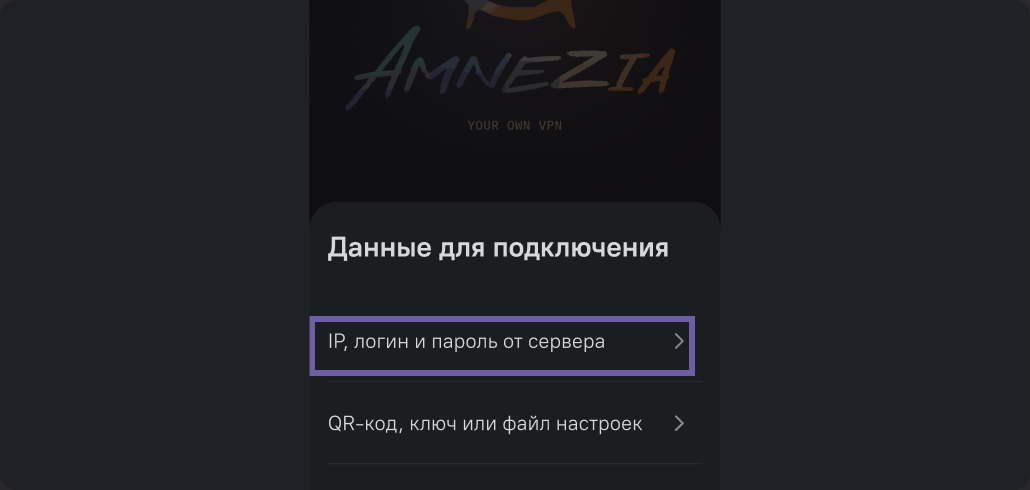 AMNEZIA
YOUR OWN VPN
Данные для подключения
IP, логин и пароль от сервера
QR-код, ключ или файл настроек